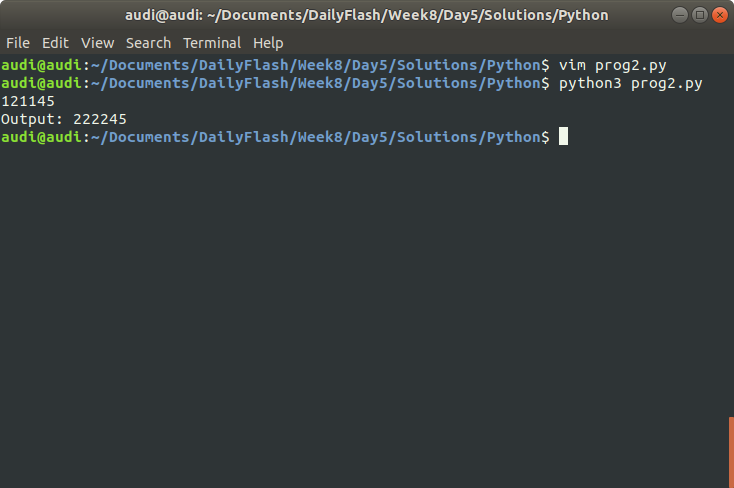 audi@audi: ~/Documents/DailyFlash/Week8/Day5/Solutions/Python
File Edit View Search Terminal Help
audi@audi:~/Documents/DailyFlash/Week8/Day5/Solutions/Python$ vim prog2.py
audi@audi:~/Documents/DailyFlash/Week8/Day5/Solutions/Python$ python3 prog2.py
121145
Output: 222245
audi@audi:~/Documents/DailyFlash/Week8/Day5/Solutions/Python$